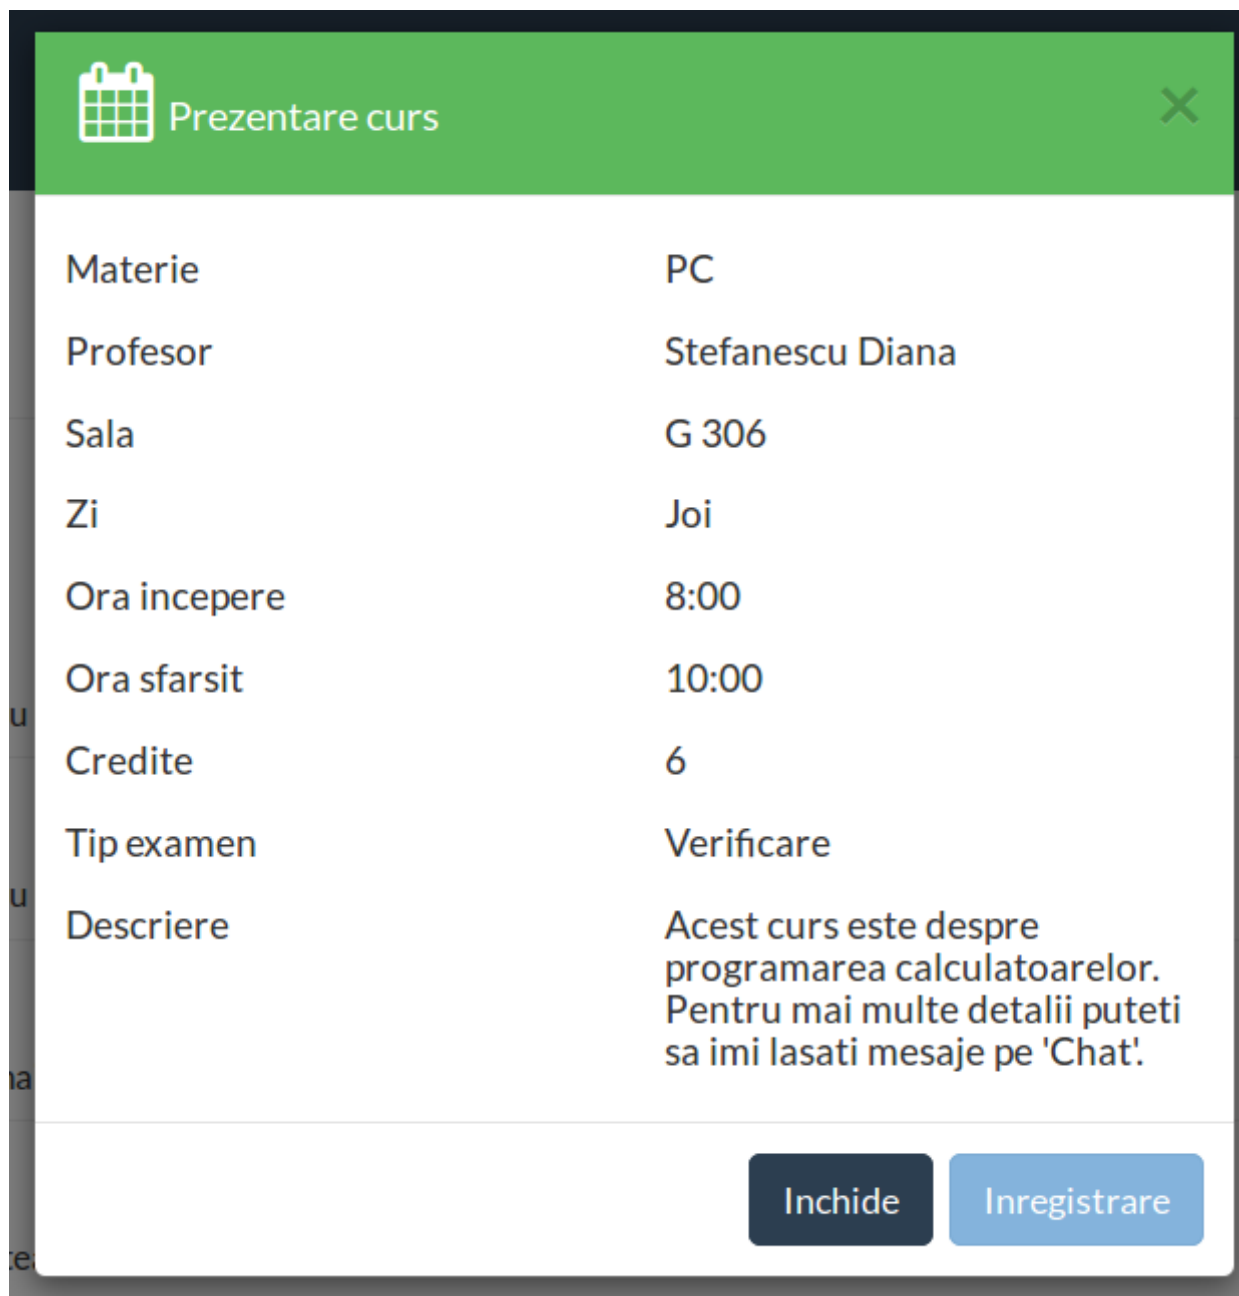 Prezentare curs
Materie PC
Profesor Stefanescu Diana
Sala G 306
Zi Joi
Ora incepere 8:00
Ora sfarsit 10:00
Credite 6
Tip examen Verificare
Descriere Acest curs este despre
programarea calculatoarelor.
Pentru mai multe detalii puteti
sa imi lasati mesaje pe 'Chat'.
Inchide Inregistrare